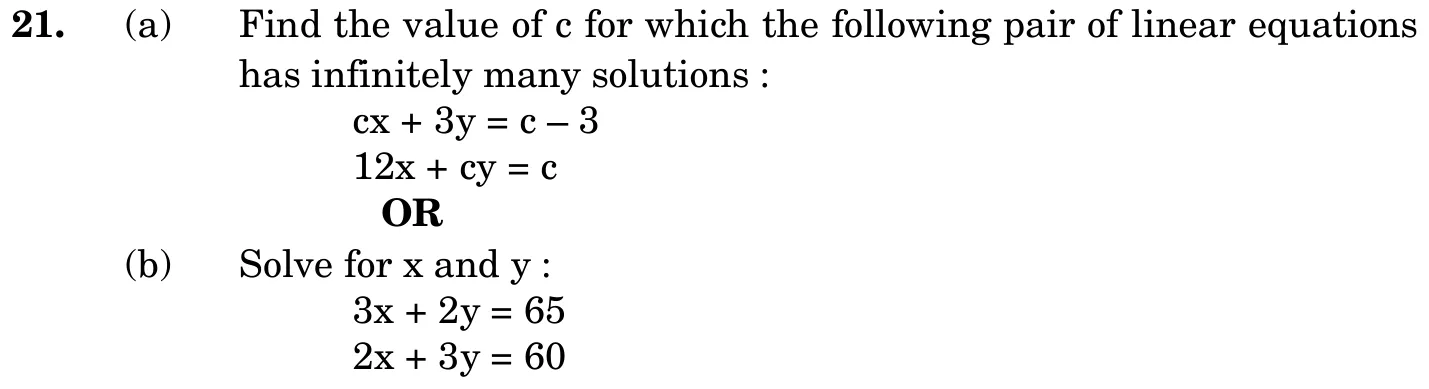 21. (a) Find the value of c for which the following pair of linear equations
has infinitely many solutions :
cx + 3y = c – 3
12x + cy = c
OR
(b) Solve for x and y :
3x + 2y = 65
2x + 3y = 60